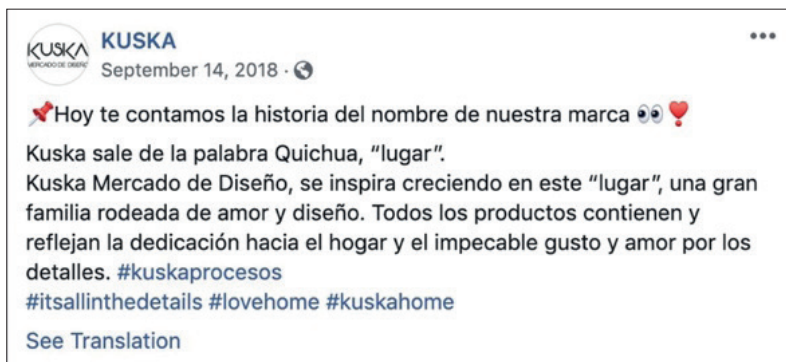 KUSKA
MERCADO DE DISEÑO
KUSKA
September 14, 2018 ·
📌Hoy te contamos la historia del nombre de nuestra marca 👀❣️
Kuska sale de la palabra Quichua, “lugar”.
Kuska Mercado de Diseño, se inspira creciendo en este “lugar”, una gran
familia rodeada de amor y diseño. Todos los productos contienen y
reflejan la dedicación hacia el hogar y el impecable gusto y amor por los
detalles. #kuskaprocesos
#itsallinthedetails #lovehome #kuskahome
See Translation